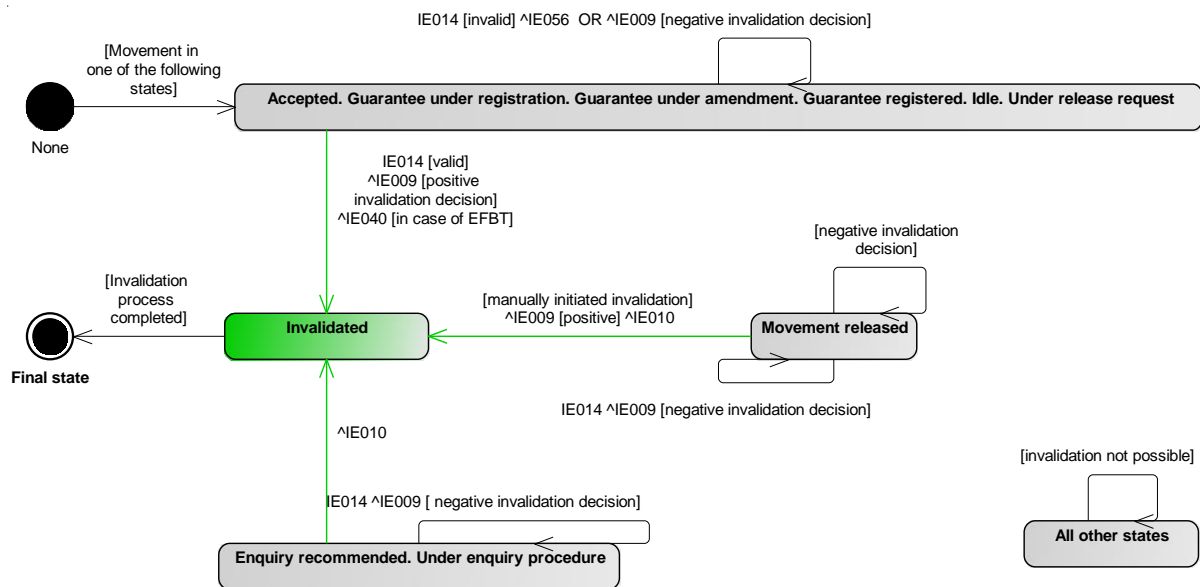 IE014 [invalid] ^IE056  OR ^IE009 [negative invalidation decision]
[Movement in
one of the following
states]
None
Accepted. Guarantee under registration. Guarantee under amendment. Guarantee registered. Idle. Under release request
IE014 [valid]
^IE009 [positive
invalidation decision]
^IE040 [in case of EFBT]
[negative invalidation
decision]
[Invalidation
process
completed]
Final state
Invalidated
[manually initiated invalidation]
^IE009 [positive] ^IE010
Movement released
IE014 ^IE009 [negative invalidation decision]
^IE010
IE014 ^IE009 [ negative invalidation decision]
Enquiry recommended. Under enquiry procedure
[invalidation not possible]
All other states